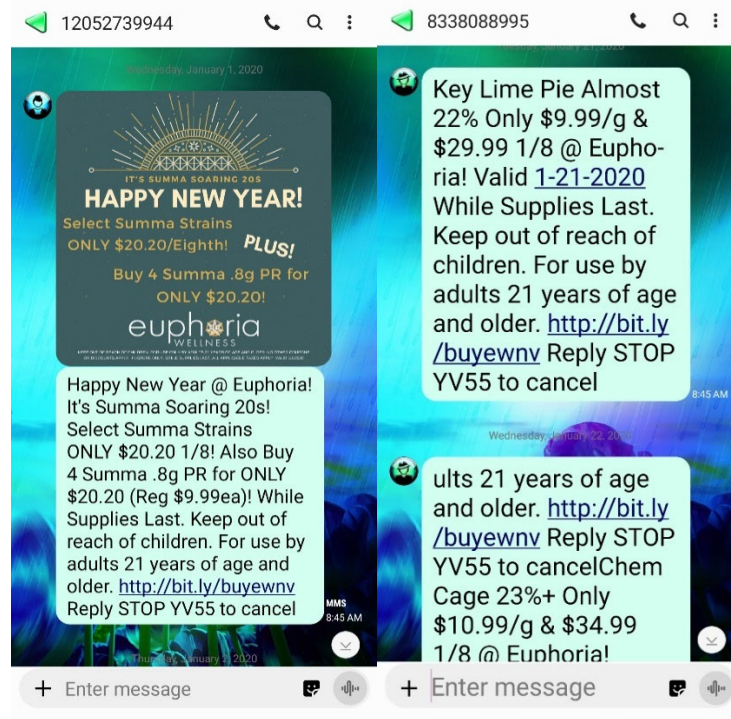 12052739944
Wednesday, January 1, 2020
IT'S SUMMA SOARING 20S
HAPPY NEW YEAR!
Select Summa Strains
ONLY $20.20/Eighth!
PLUS!
Buy 4 Summa .8g PR for
ONLY $20.20!
euphoria
WELLNESS
Happy New Year @ Euphoria!
It's Summa Soaring 20s!
Select Summa Strains
ONLY $20.20 1/8! Also Buy
4 Summa .8g PR for ONLY
$20.20 (Reg $9.99ea)! While
Supplies Last. Keep out of
reach of children. For use by
adults 21 years of age and
older. http://bit.ly/buyewnv
Reply STOP YV55 to cancel
MMS
8:45 AM
Thursday, January 2, 2020
Enter message
8338088995
Tuesday, January 21, 2020
Key Lime Pie Almost
22% Only $9.99/g &
$29.99 1/8 @ Eupho-
ria! Valid 1-21-2020
While Supplies Last.
Keep out of reach of
children. For use by
adults 21 years of age
and older. http://bit.ly
/buyewnv Reply STOP
YV55 to cancel
8:45 AM
Wednesday, January 22, 2020
ults 21 years of age
and older. http://bit.ly
/buyewnv Reply STOP
YV55 to cancelChem
Cage 23%+ Only
$10.99/g & $34.99
1/8 @ Euphoria!
Enter message